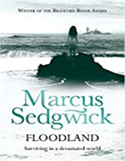 WINNER OF THE BRANFORD BOASE AWARD
Marcus
Sedgwick
FLOODLAND
Surviving in a devastated world